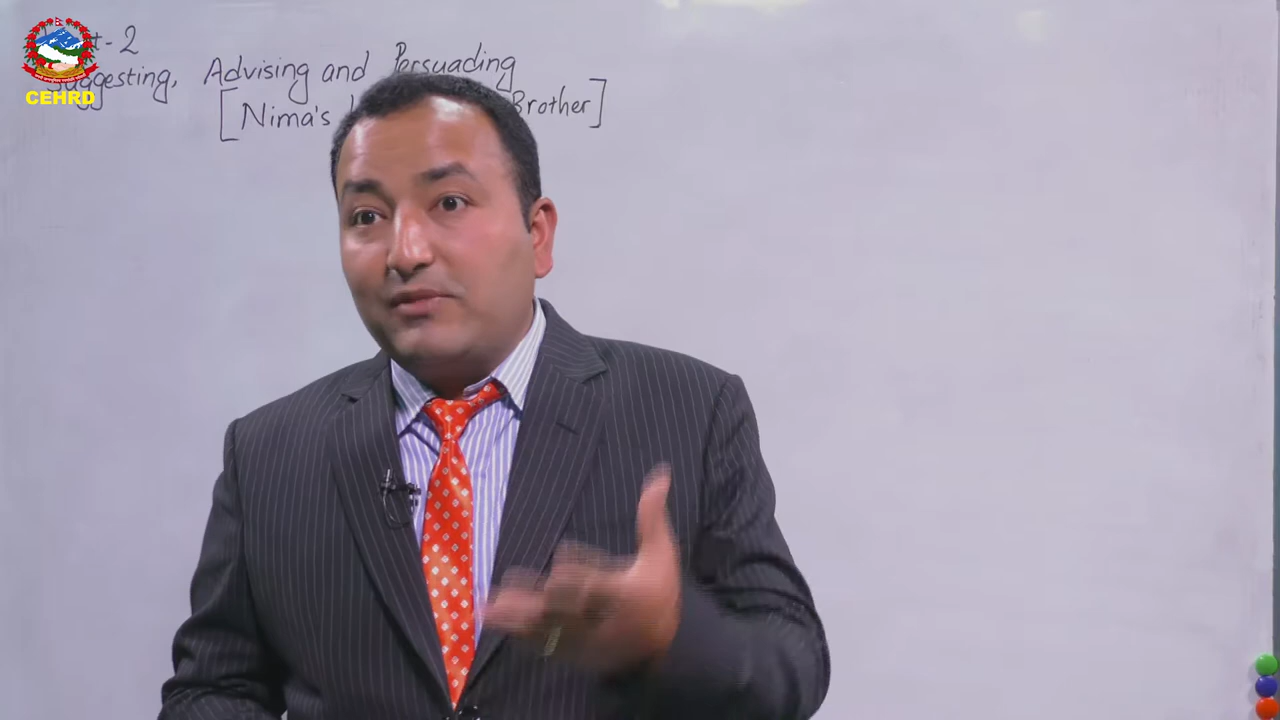 t-2
Suggesting, Advising and Persuading
[Nima's Brother]
CEHRD